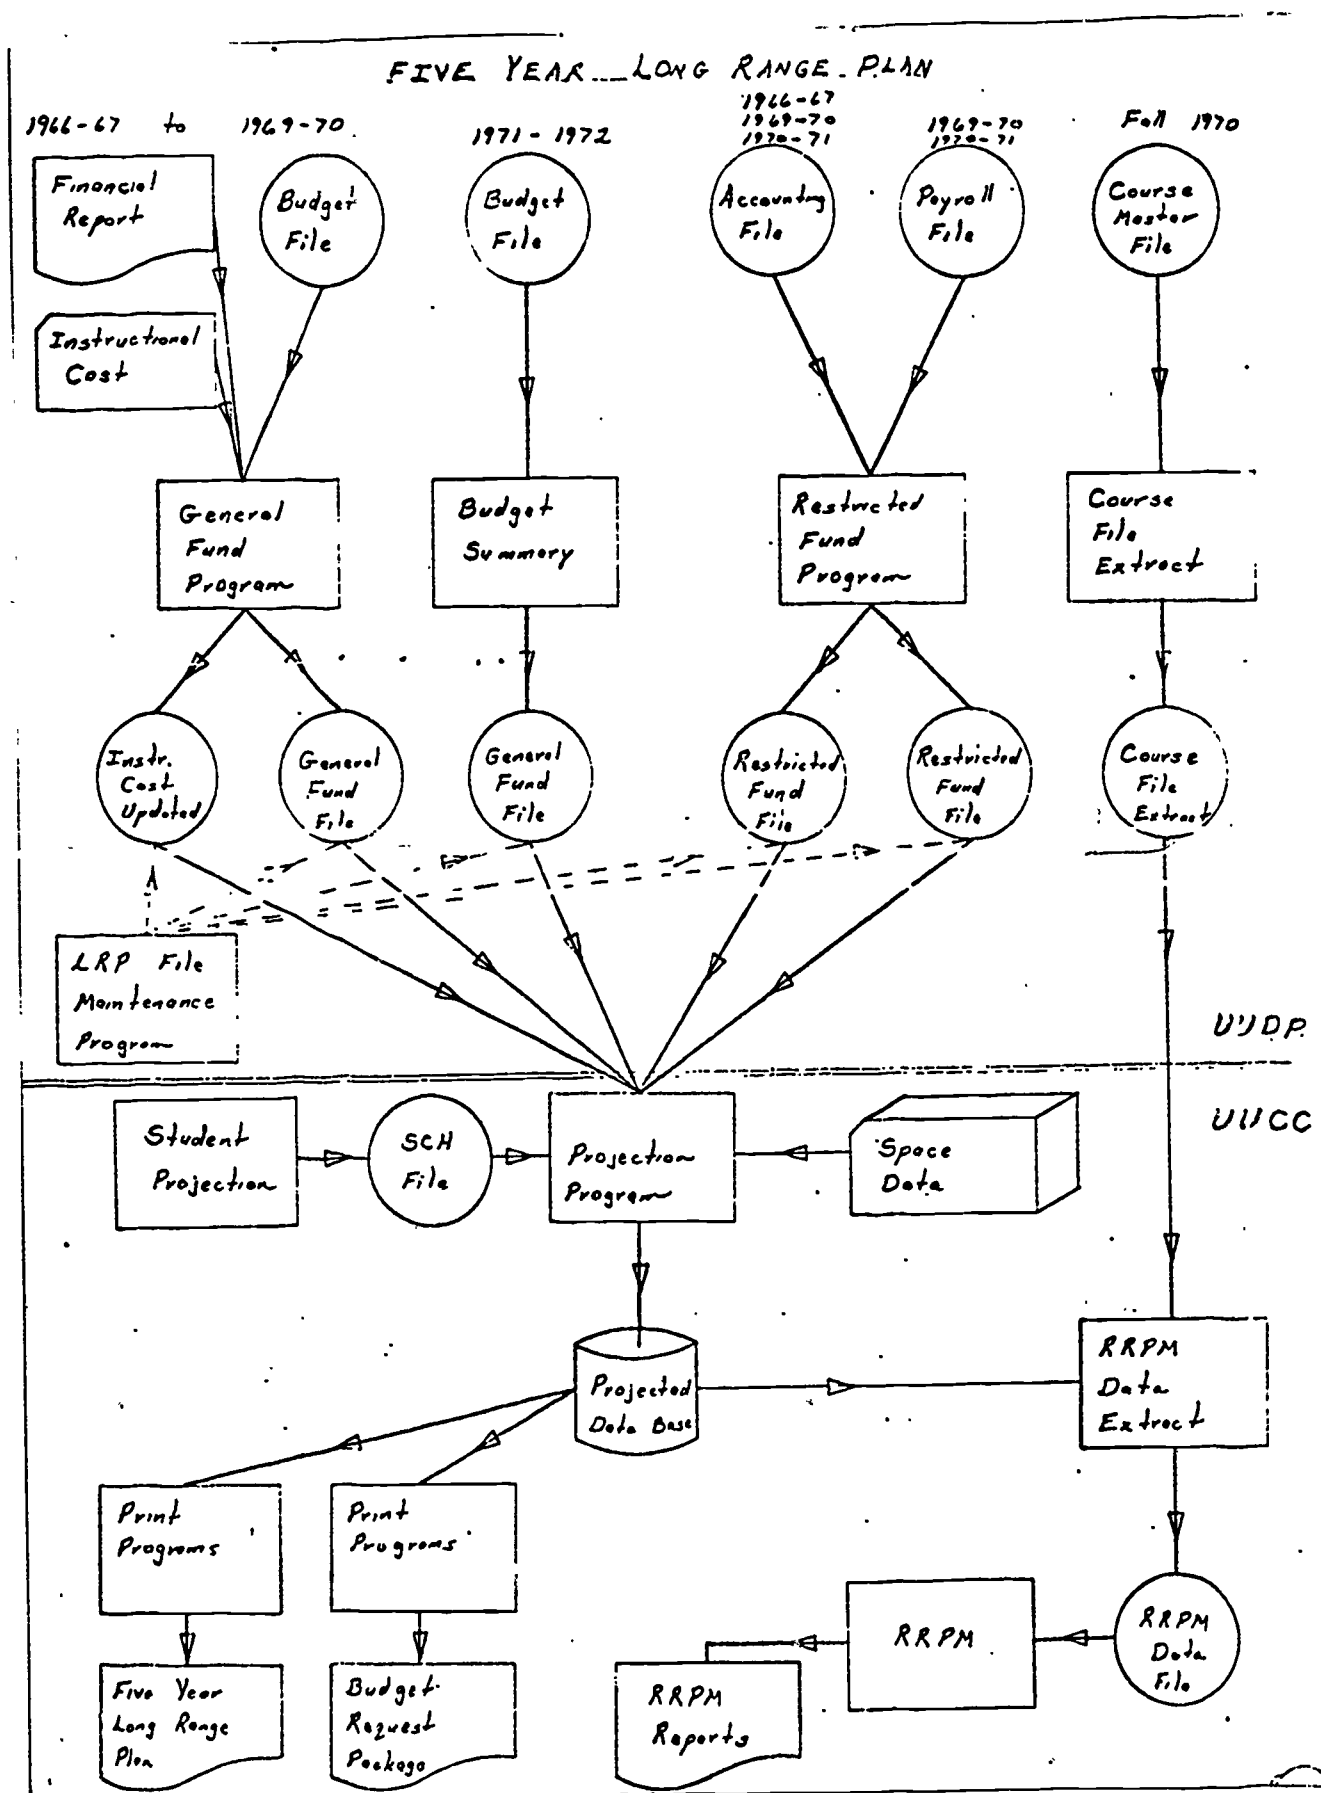 FIVE YEAR LONG RANGE PLAN
1966-67 to 1969-70
1971-1972
1966-67
1969-70
1970-71
1969-70
1970-71
Fall 1970
Financial
Report
Budget
File
Budget
File
Accounting
File
Payroll
File
Course
Master
File
Instructional
Cost
General
Fund
Program
Budget
Summary
Restricted
Fund
Program
Course
File
Extract
Instr.
Cost
Updated
General
Fund
File
General
Fund
File
Restricted
Fund
File
Restricted
Fund
File
Course
File
Extract
LRP File
Maintenance
Program
UUDP
UUCC
Student
Projection
SCH
File
Projection
Program
Space
Data
Projected
Data Base
RRPM
Data
Extract
Print
Programs
Print
Programs
RRPM
Data
File
RRPM
RRPM
Reports
Five Year
Long Range
Plan
Budget
Request
Package